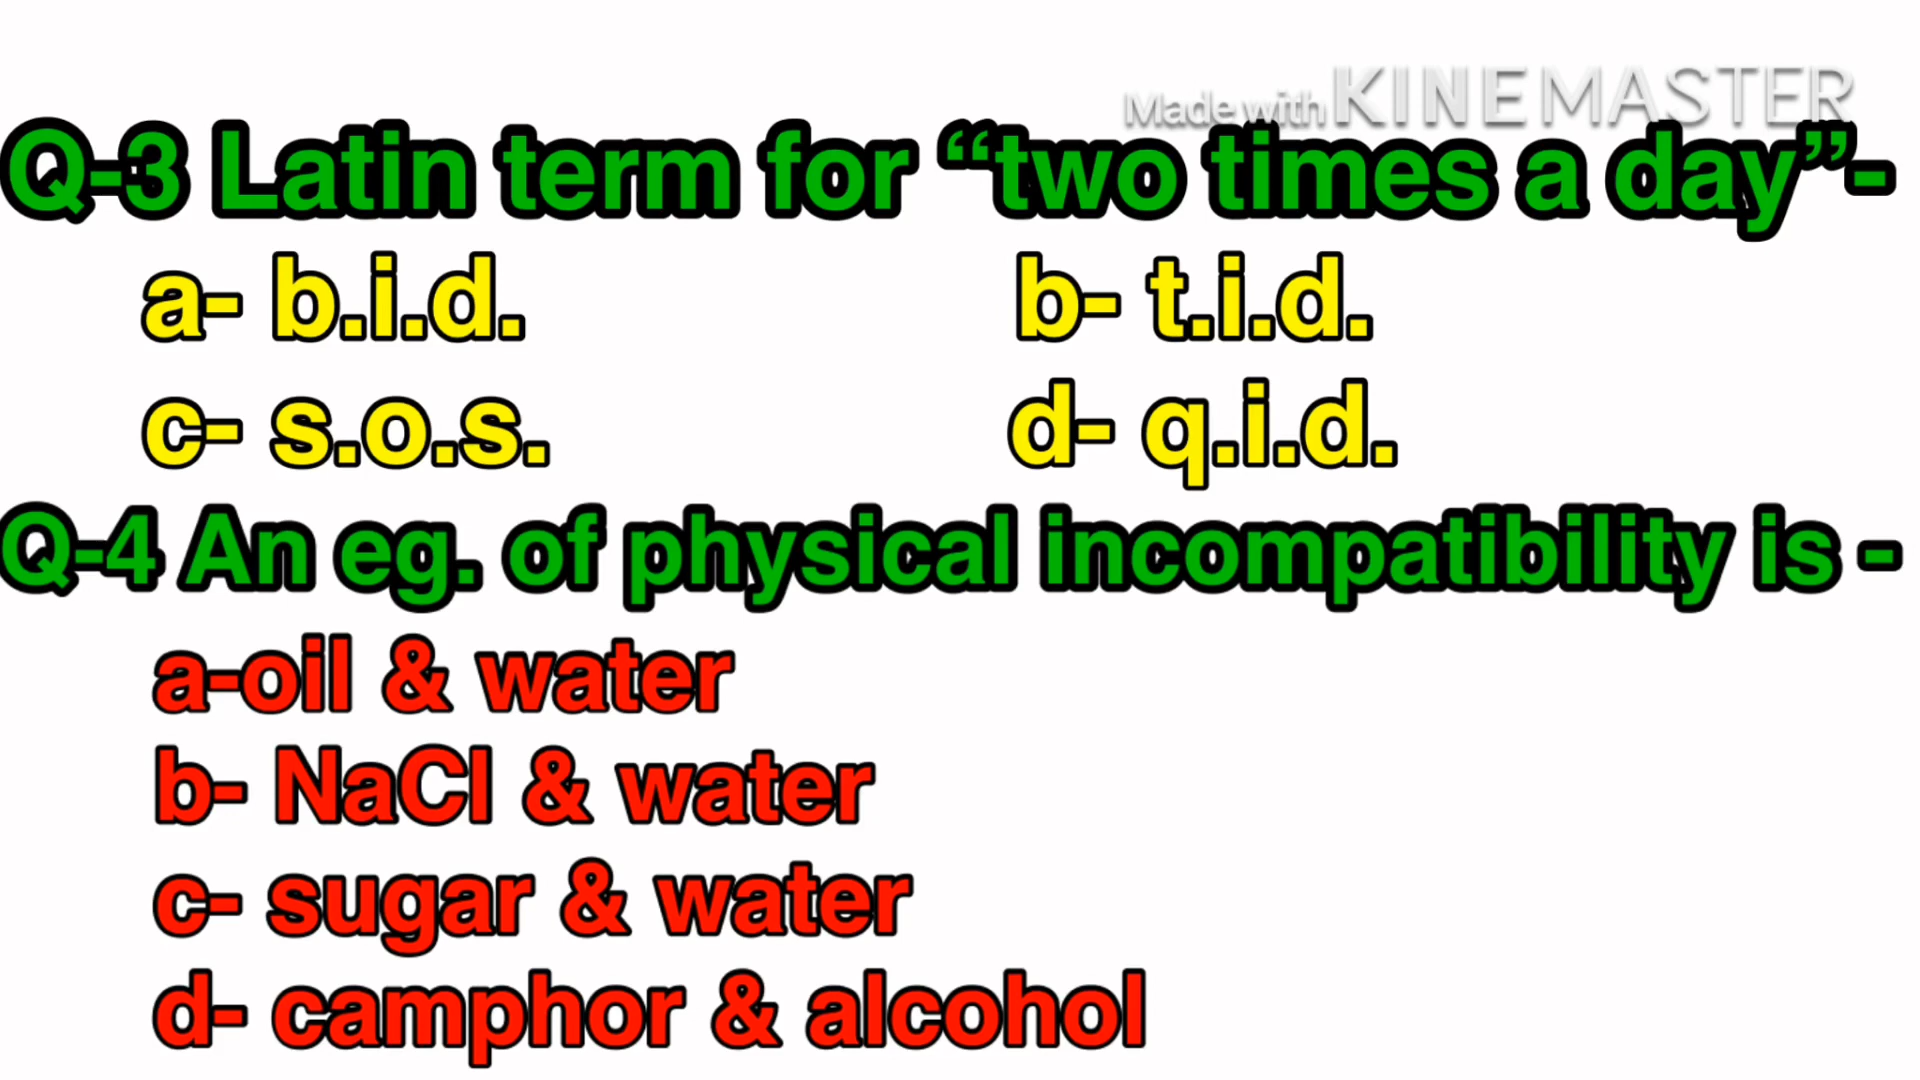 Made with KINEMASTER
Q-3 Latin term for “two times a day”-
a- b.i.d. b- t.i.d.
c- s.o.s. d- q.i.d.
Q-4 An eg. of physical incompatibility is -
a-oil & water
b- NaCl & water
c- sugar & water
d- camphor & alcohol